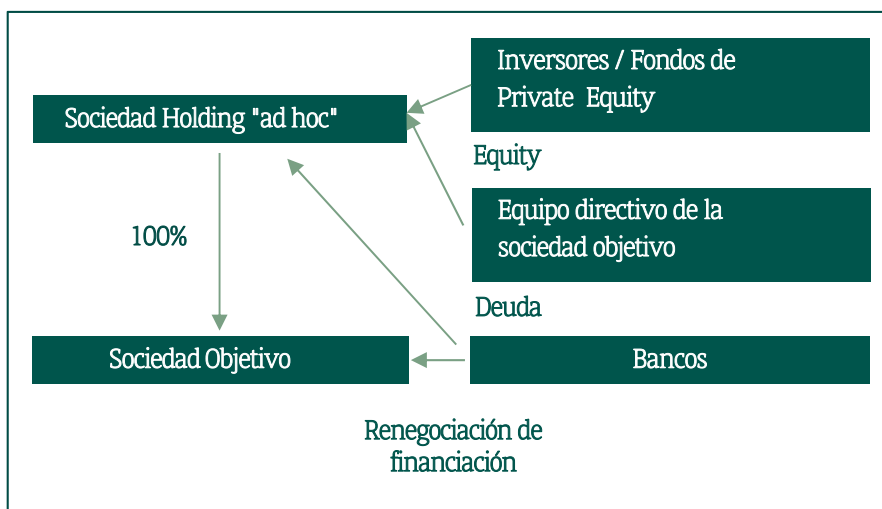 Inversores / Fondos de
Private Equity
Sociedad Holding "ad hoc"
Equity
Equipo directivo de la
sociedad objetivo
100%
Deuda
Sociedad Objetivo
Bancos
Renegociación de
financiación